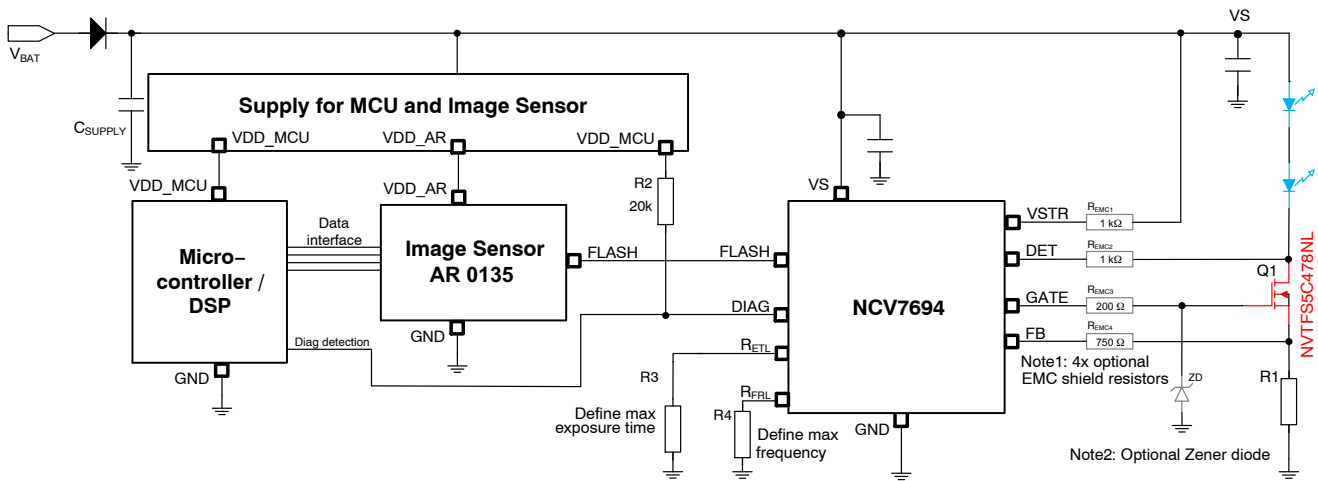 VS
VBAT
Supply for MCU and Image Sensor
CSUPPLY
VDD_MCU
VDD_AR
VDD_MCU
VDD_MCU
VDD_AR
R2
20k
VS
Data
interface
Micro–
controller /
DSP
Image Sensor
AR 0135
FLASH
FLASH
NCV7694
VSTR
REMC1
1 kΩ
DET
REMC2
1 kΩ
Q1
NVTFS5C478NL
GATE
REMC3
200 Ω
DIAG
GND
FB
REMC4
750 Ω
Diag detection
RETL
Note1: 4x optional
EMC shield resistors
ZD
R1
GND
R3
RFRL
R4
Define max
exposure time
Define max
frequency
GND
Note2: Optional Zener diode